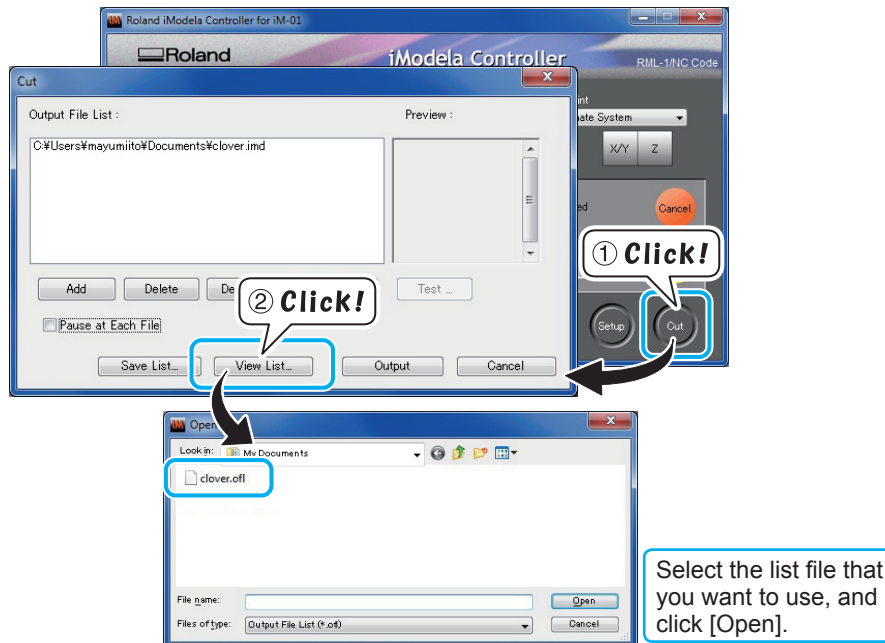 Roland iModela Controller for iM-01
Roland
iModela Controller
RML-1/NC Code
Cut
Output File List :
Preview :
C:¥Users¥mayumiito¥Documents¥clover.imd
X/Y
Z
Cancel
① Click!
Add
Delete
② Click!
Test ...
Pause at Each File
Setup
Cut
Save List...
View List...
Output
Cancel
Open
Look in:
My Documents
clover.ofl
File name:
Open
Files of type:
Output File List (*.ofl)
Cancel
Select the list file that
you want to use, and
click [Open].